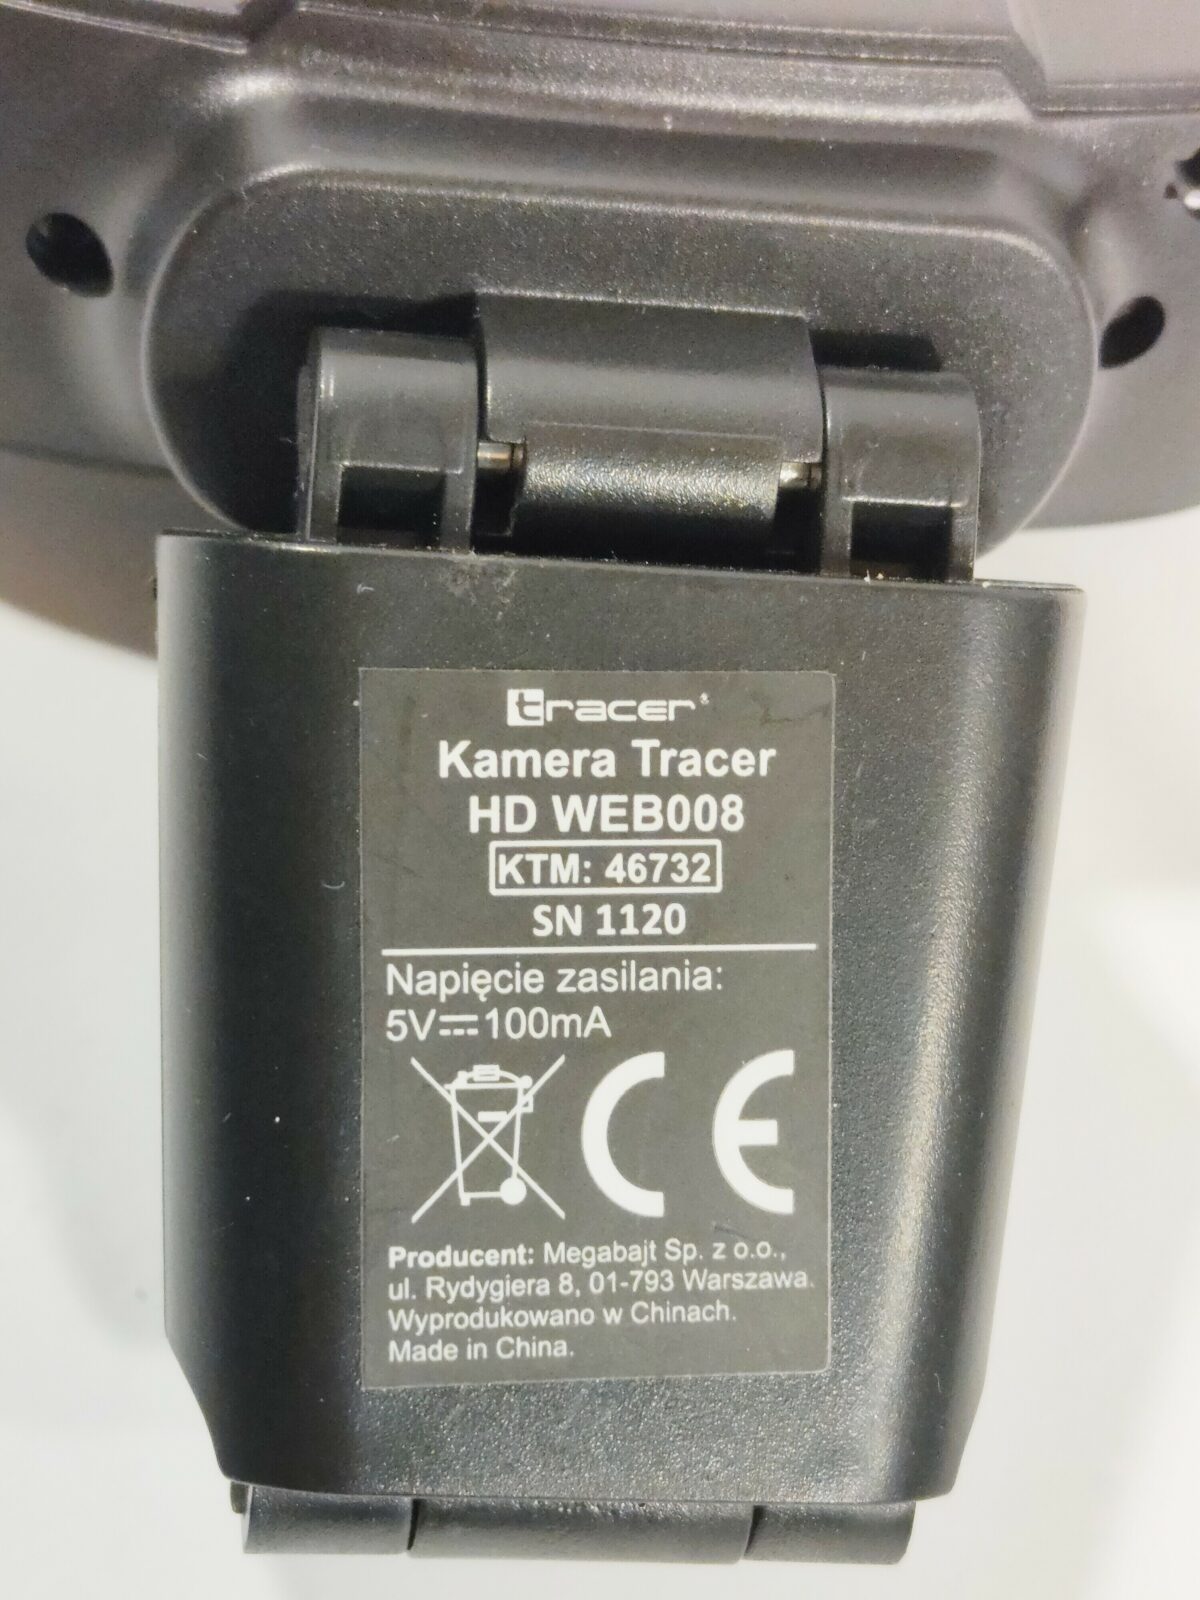 tracer
Kamera Tracer
HD WEB008
KTM: 46732
SN 1120
Napięcie zasilania:
5V⎓100mA
CE
Producent: Megabajt Sp. z o.o.,
ul. Rydygiera 8, 01-793 Warszawa.
Wyprodukowano w Chinach.
Made in China.